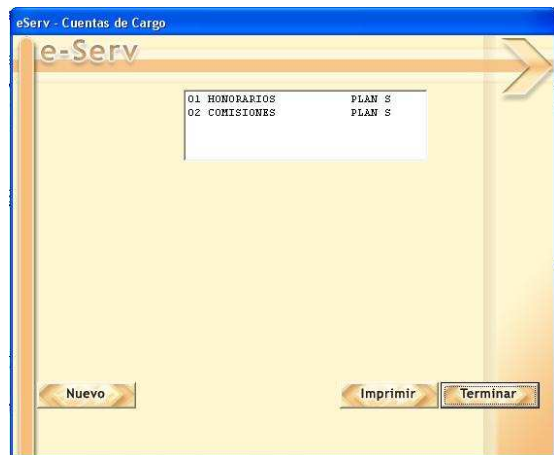 eServ - Cuentas de Cargo
e-Serv
01 HONORARIOS PLAN S
02 COMISIONES PLAN S
Nuevo Imprimir Terminar